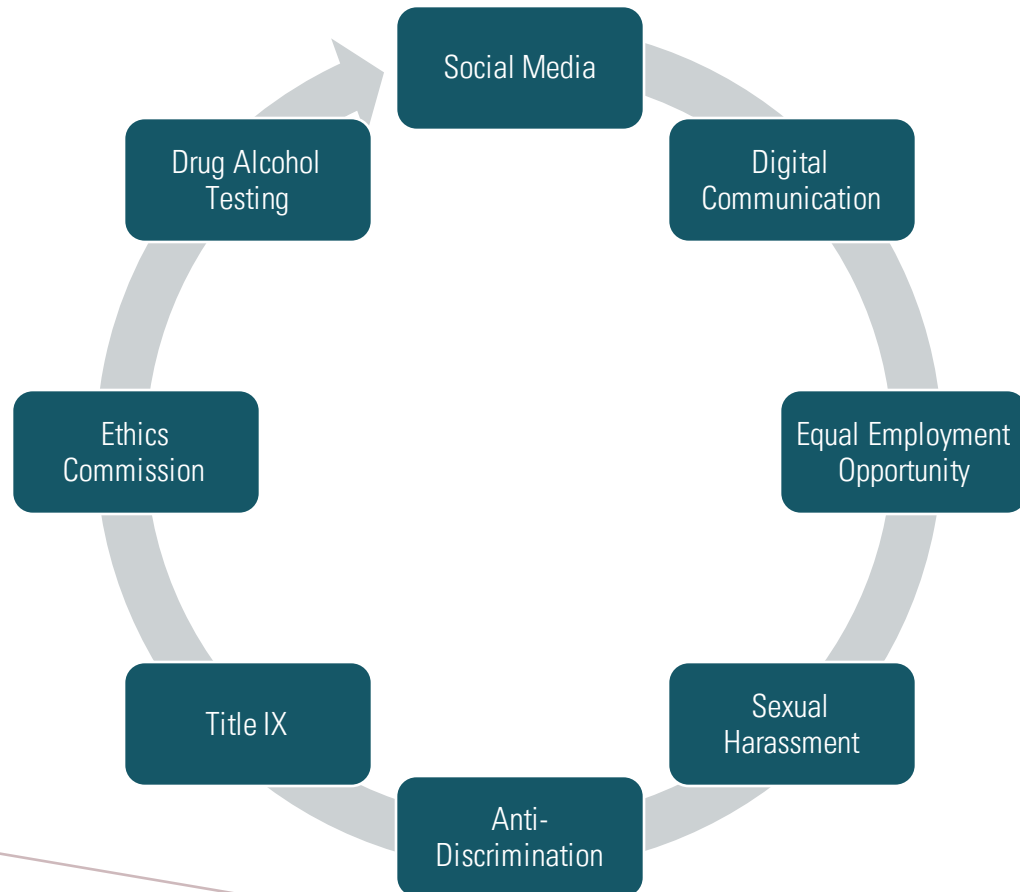 Social Media
Digital
Communication
Equal Employment
Opportunity
Sexual
Harassment
Anti-
Discrimination
Title IX
Ethics
Commission
Drug Alcohol
Testing